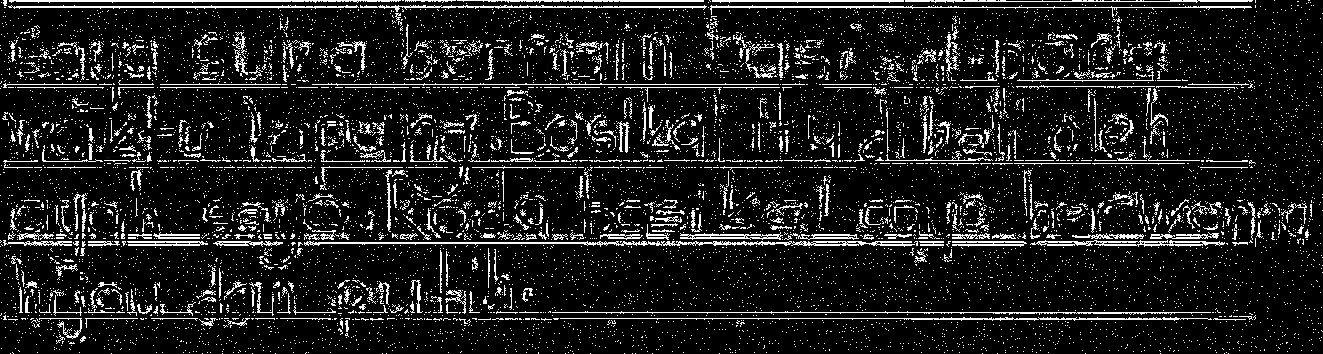 Saya suka bermain basikal pada
waktu lapang. Basikal itu dibeli oleh
ayah saya. Roda basikal saya berwarna
hijau dan putih.